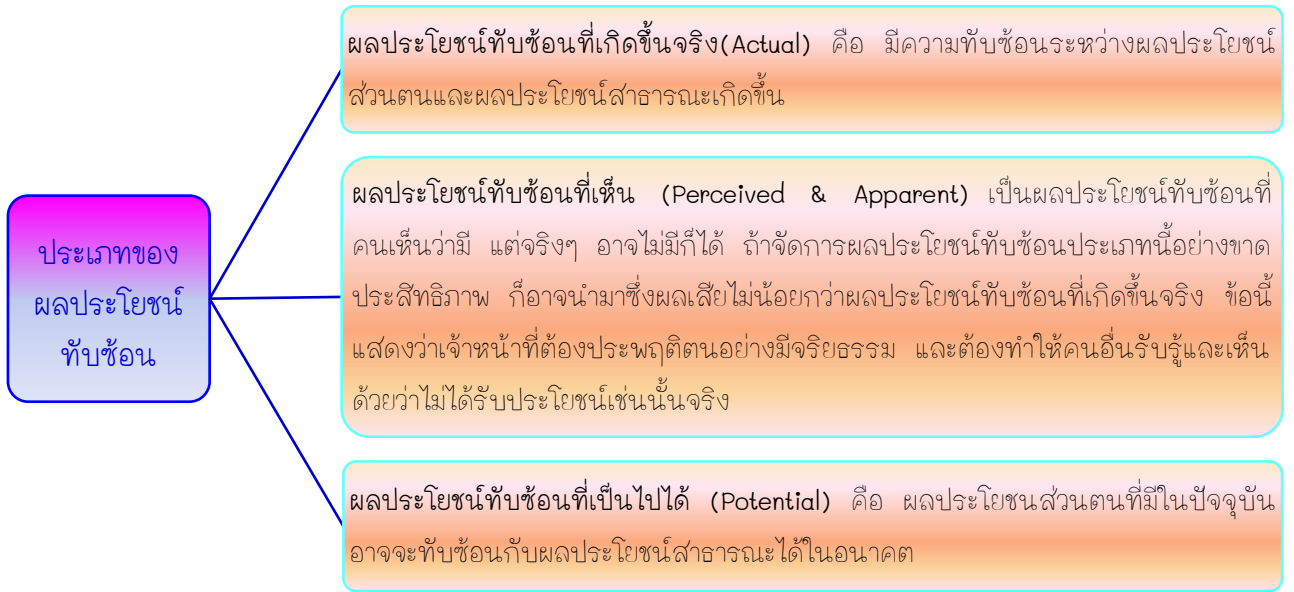 ประเภทของ
ผลประโยชน์
ทับซ้อน
ผลประโยชน์ทับซ้อนที่เกิดขึ้นจริง(Actual) คือ มีความทับซ้อนระหว่างผลประโยชน์
ส่วนตนและผลประโยชน์สาธารณะเกิดขึ้น
ผลประโยชน์ทับซ้อนที่เห็น (Perceived & Apparent) เป็นผลประโยชน์ทับซ้อนที่
คนเห็นว่ามี แต่จริงๆ อาจไม่มีก็ได้ ถ้าจัดการผลประโยชน์ทับซ้อนประเภทนี้อย่างขาด
ประสิทธิภาพ ก็อาจนำมาซึ่งผลเสียไม่น้อยกว่าผลประโยชน์ทับซ้อนที่เกิดขึ้นจริง ข้อนี้
แสดงว่าเจ้าหน้าที่ต้องประพฤติตนอย่างมีจริยธรรม และต้องทำให้คนอื่นรับรู้และเห็น
ด้วยว่าไม่ได้รับประโยชน์เช่นนั้นจริง
ผลประโยชน์ทับซ้อนที่เป็นไปได้ (Potential) คือ ผลประโยชนส่วนตนที่มีในปัจจุบัน
อาจจะทับซ้อนกับผลประโยชน์สาธารณะได้ในอนาคต